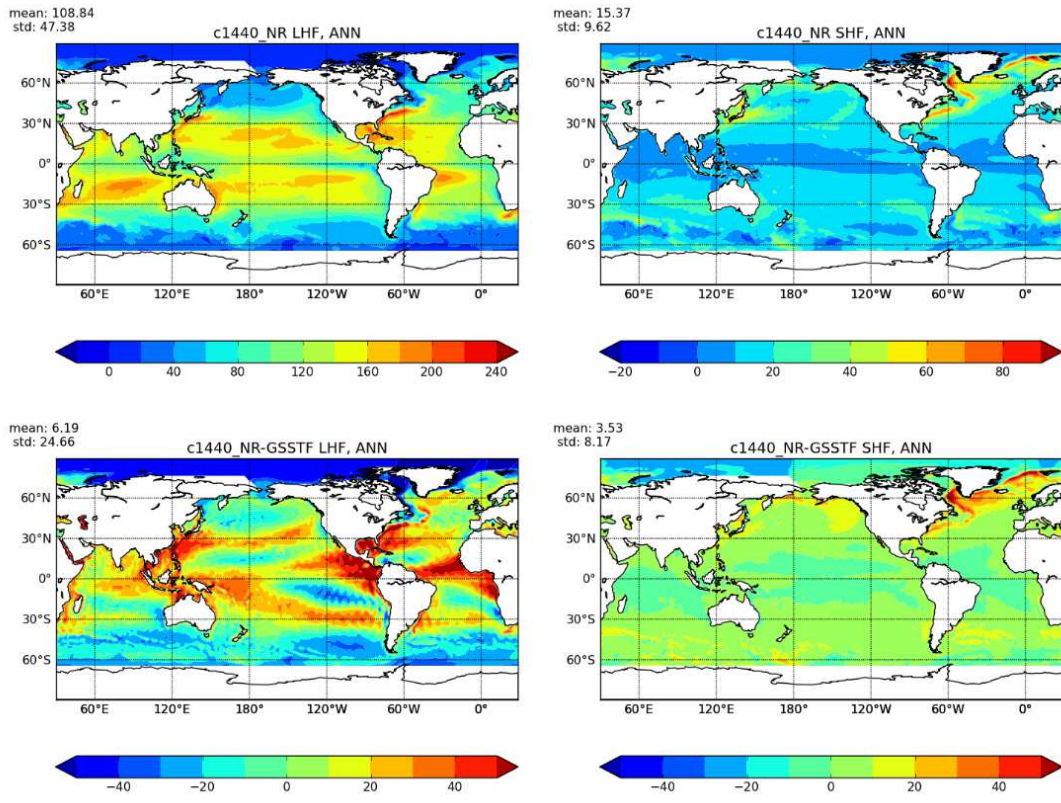 mean: 108.84
std: 47.38
c1440_NR LHF, ANN
60°N
30°N
0°
30°S
60°S
60°E 120°E 180° 120°W 60°W 0°
0 40 80 120 160 200 240
mean: 15.37
std: 9.62
c1440_NR SHF, ANN
60°N
30°N
0°
30°S
60°S
60°E 120°E 180° 120°W 60°W 0°
−20 0 20 40 60 80
mean: 6.19
std: 24.66
c1440_NR-GSSTF LHF, ANN
60°N
30°N
0°
30°S
60°S
60°E 120°E 180° 120°W 60°W 0°
−40 −20 0 20 40
mean: 3.53
std: 8.17
c1440_NR-GSSTF SHF, ANN
60°N
30°N
0°
30°S
60°S
60°E 120°E 180° 120°W 60°W 0°
−40 −20 0 20 40